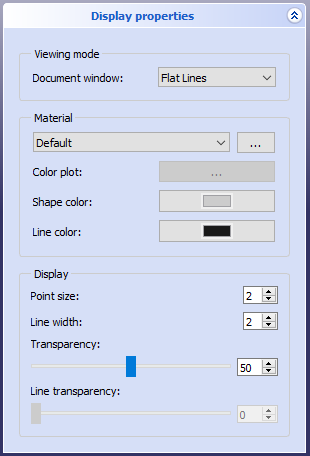 Display properties
Viewing mode
Document window: Flat Lines
Material
Default ...
Color plot: ...
Shape color:
Line color:
Display
Point size: 2
Line width: 2
Transparency:
50
Line transparency:
0